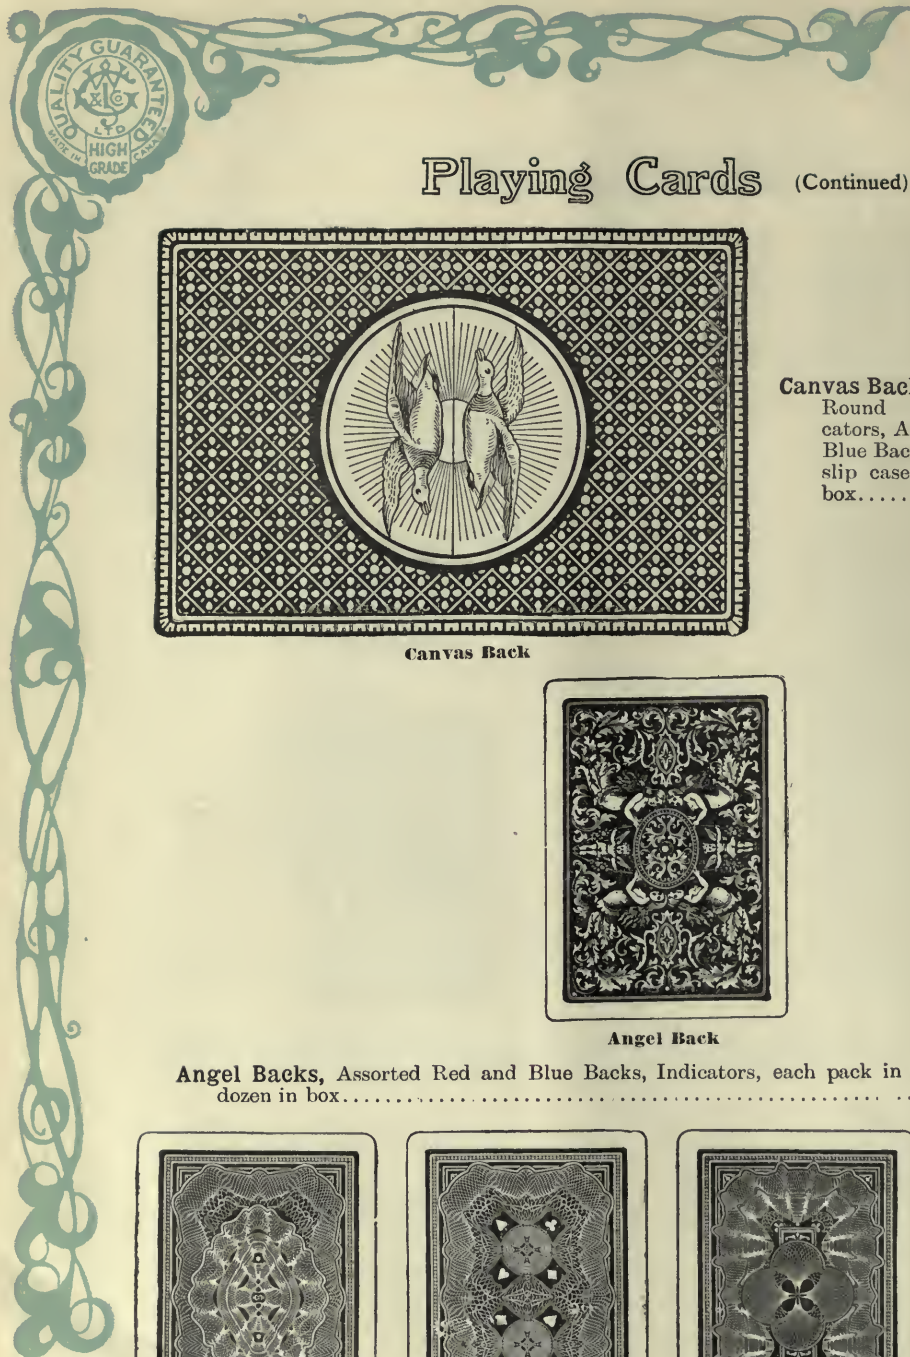 QUALITY GUARANTEED
& Co
LTD
MADE IN CANADA
HIGH
GRADE
Playing Cards (Continued)
Canvas Bac
Round
cators, A
Blue Bac
slip case
box.....
Canvas Back
Angel Back
Angel Backs, Assorted Red and Blue Backs, Indicators, each pack in
dozen in box